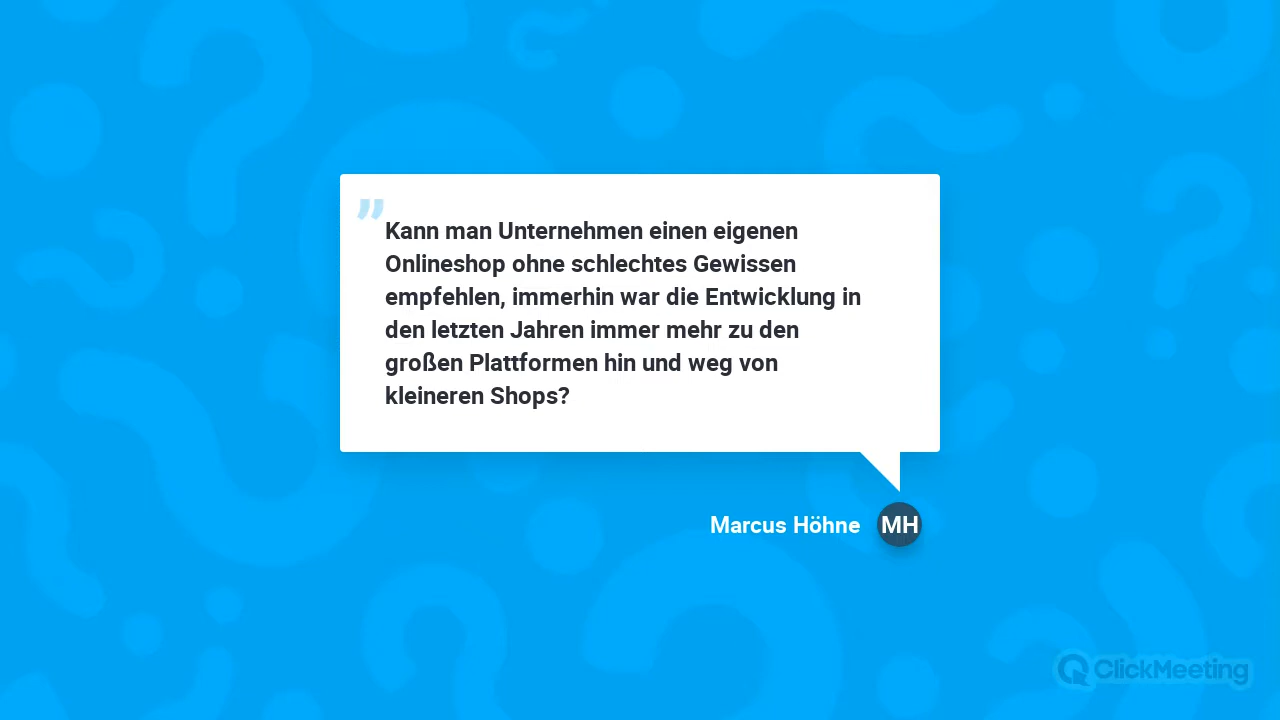 ”
Kann man Unternehmen einen eigenen
Onlineshop ohne schlechtes Gewissen
empfehlen, immerhin war die Entwicklung in
den letzten Jahren immer mehr zu den
großen Plattformen hin und weg von
kleineren Shops?
Marcus Höhne MH
ClickMeeting